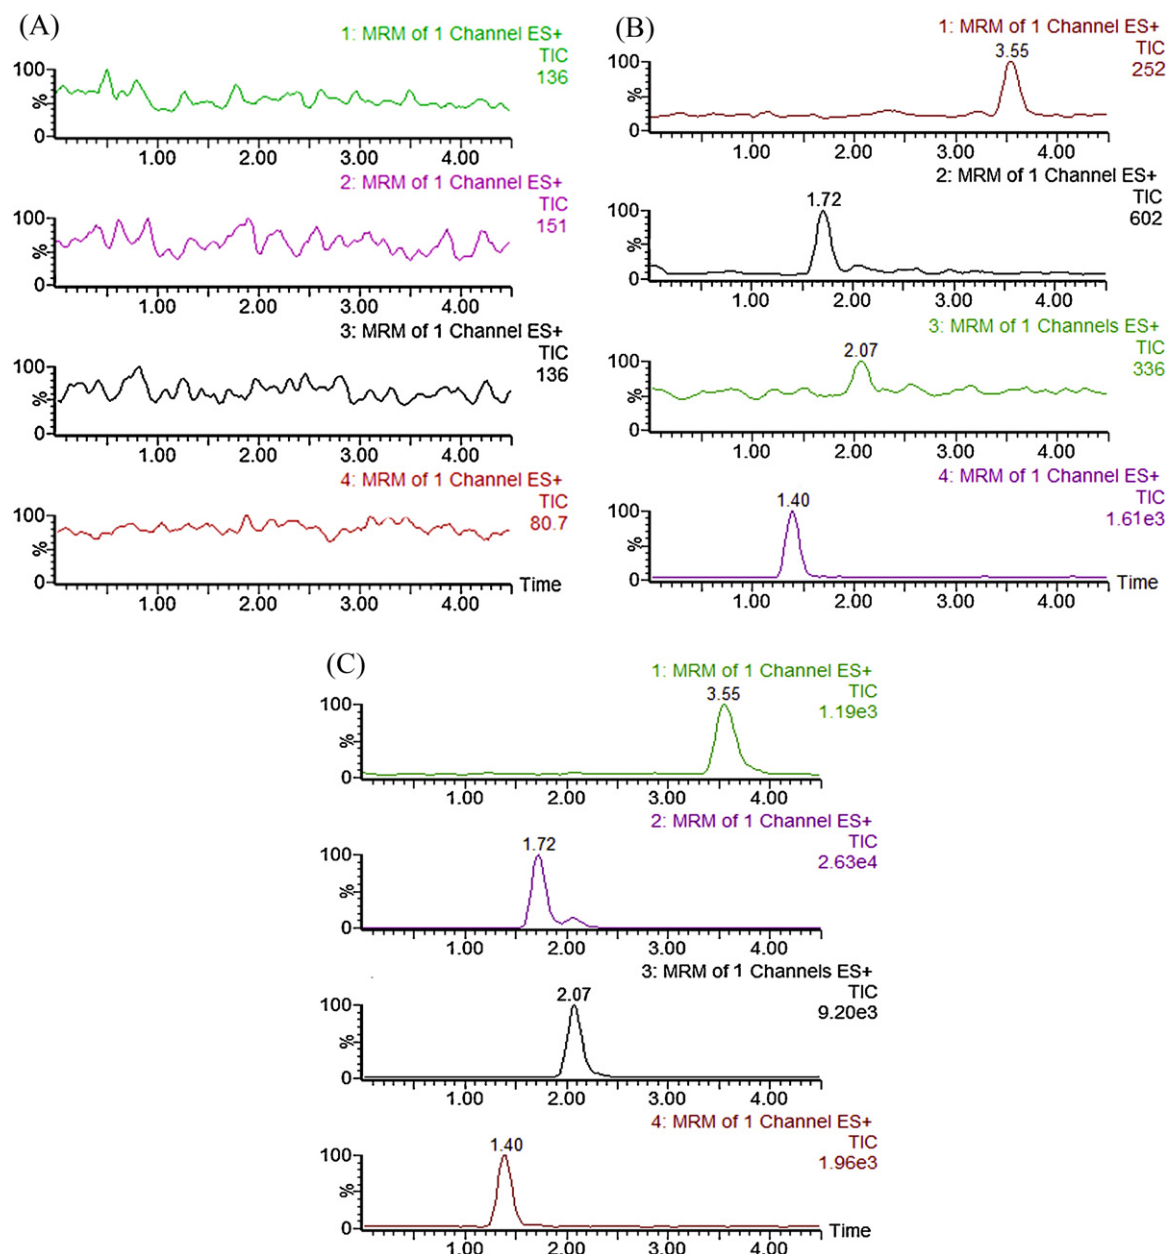 (A)
1: MRM of 1 Channel ES+
TIC
136
100
%
0
1.00 2.00 3.00 4.00
2: MRM of 1 Channel ES+
TIC
151
100
%
0
1.00 2.00 3.00 4.00
3: MRM of 1 Channel ES+
TIC
136
100
%
0
1.00 2.00 3.00 4.00
4: MRM of 1 Channel ES+
TIC
80.7
100
%
0
Time
1.00 2.00 3.00 4.00
(B)
1: MRM of 1 Channel ES+
TIC
252
3.55
100
%
0
1.00 2.00 3.00 4.00
2: MRM of 1 Channel ES+
TIC
602
1.72
100
%
0
1.00 2.00 3.00 4.00
3: MRM of 1 Channels ES+
TIC
336
2.07
100
%
0
1.00 2.00 3.00 4.00
4: MRM of 1 Channel ES+
TIC
1.61e3
1.40
100
%
0
Time
1.00 2.00 3.00 4.00
(C)
1: MRM of 1 Channel ES+
TIC
1.19e3
3.55
100
%
0
1.00 2.00 3.00 4.00
2: MRM of 1 Channel ES+
TIC
2.63e4
1.72
100
%
0
1.00 2.00 3.00 4.00
3: MRM of 1 Channels ES+
TIC
9.20e3
2.07
100
%
0
1.00 2.00 3.00 4.00
4: MRM of 1 Channel ES+
TIC
1.96e3
1.40
100
%
0
Time
1.00 2.00 3.00 4.00